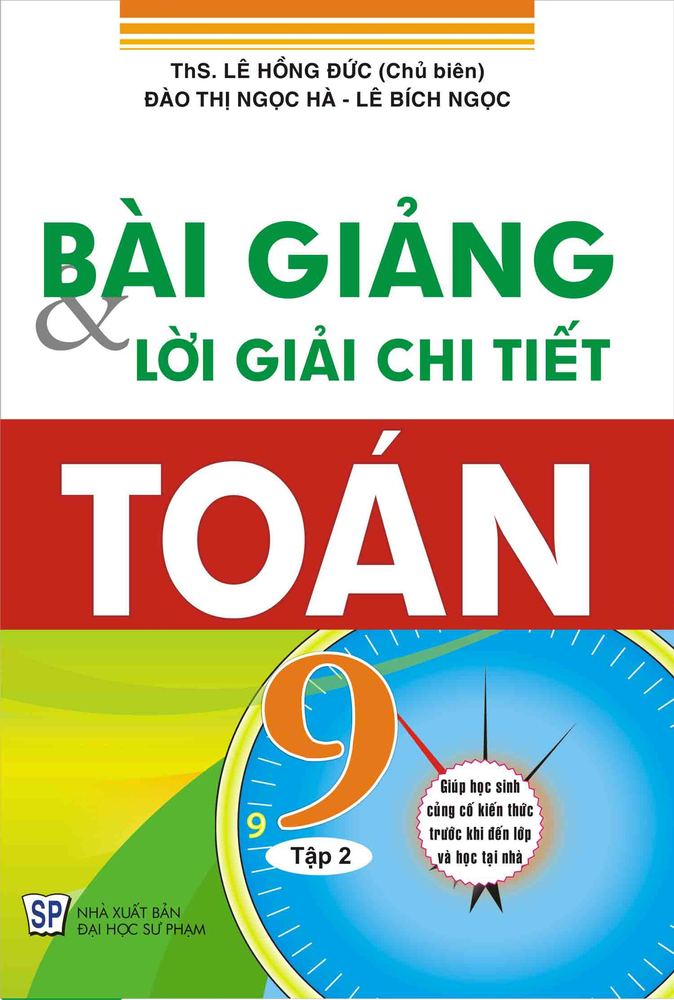 ThS. LÊ HỒNG ĐỨC (Chủ biên)
ĐÀO THỊ NGỌC HÀ - LÊ BÍCH NGỌC
BÀI GIẢNG
& LỜI GIẢI CHI TIẾT
TOÁN
9
9
Tập 2
Giúp học sinh
củng cố kiến thức
trước khi đến lớp
và học tại nhà
SP
NHÀ XUẤT BẢN
ĐẠI HỌC SƯ PHẠM